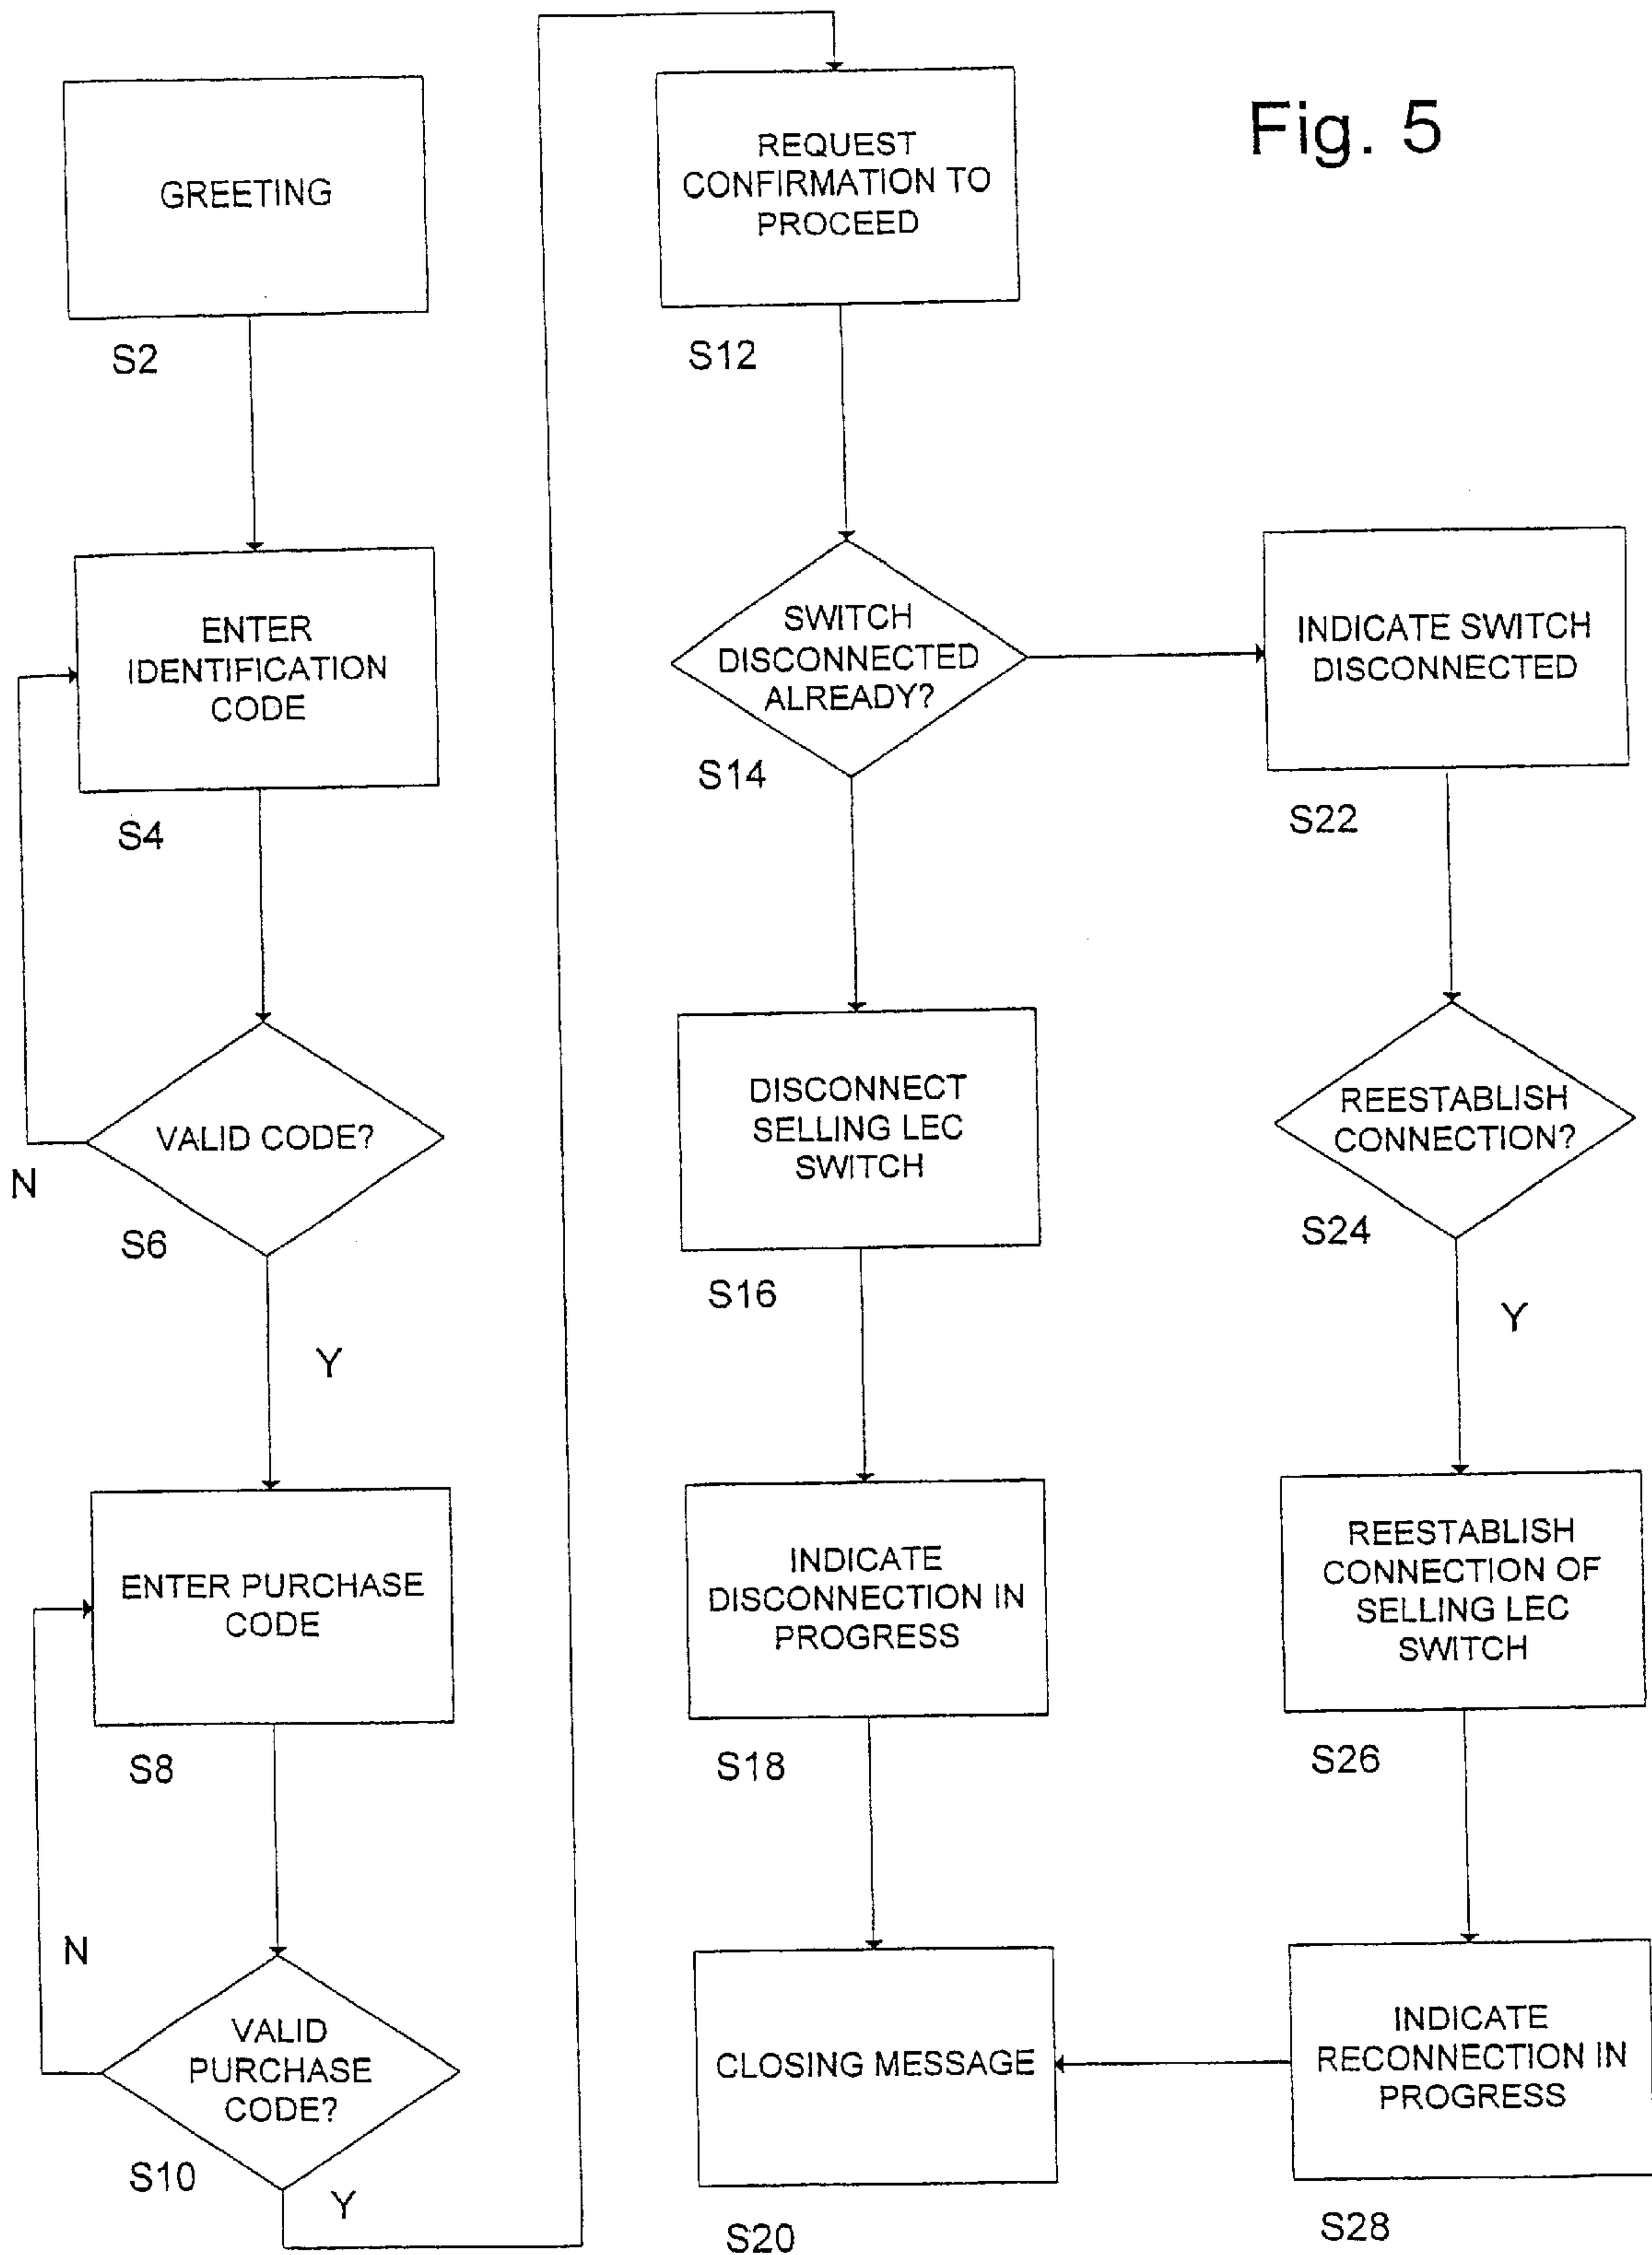 Fig. 5
GREETING
S2
ENTER
IDENTIFICATION
CODE
S4
VALID CODE?
N
S6
Y
ENTER PURCHASE
CODE
S8
N
VALID
PURCHASE
CODE?
S10
Y
REQUEST
CONFIRMATION TO
PROCEED
S12
SWITCH
DISCONNECTED
ALREADY?
S14
DISCONNECT
SELLING LEC
SWITCH
S16
INDICATE
DISCONNECTION IN
PROGRESS
S18
CLOSING MESSAGE
S20
INDICATE SWITCH
DISCONNECTED
S22
REESTABLISH
CONNECTION?
S24
Y
REESTABLISH
CONNECTION OF
SELLING LEC
SWITCH
S26
INDICATE
RECONNECTION IN
PROGRESS
S28